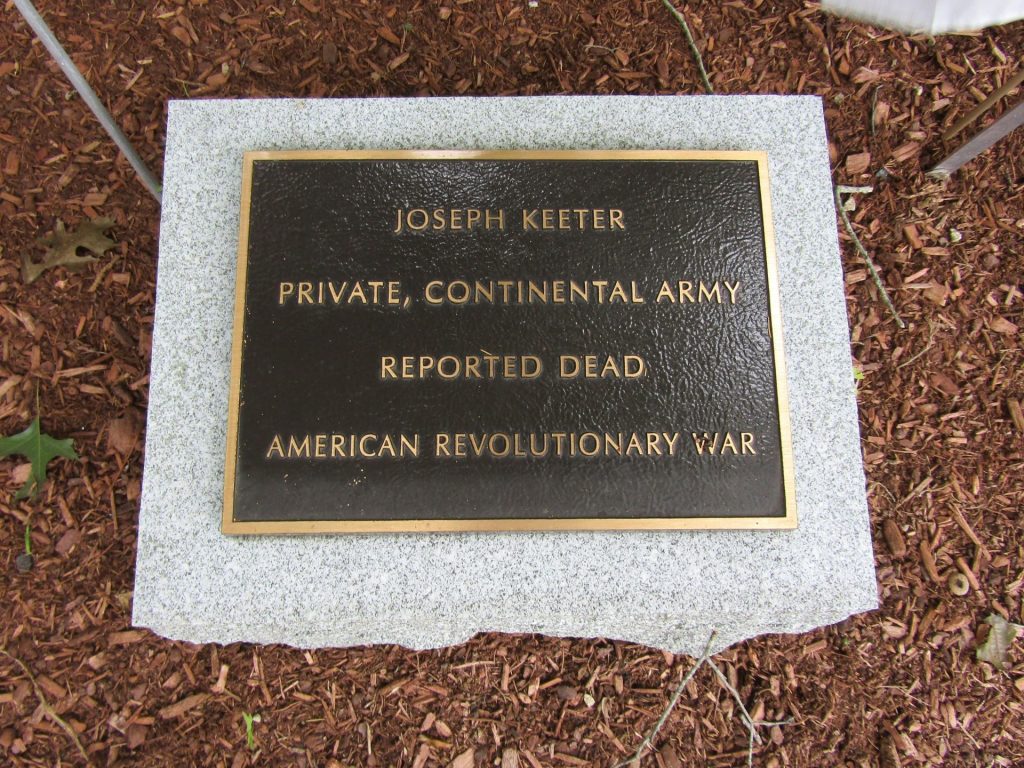 JOSEPH KEETER
PRIVATE, CONTINENTAL ARMY
REPORTED DEAD
AMERICAN REVOLUTIONARY WAR